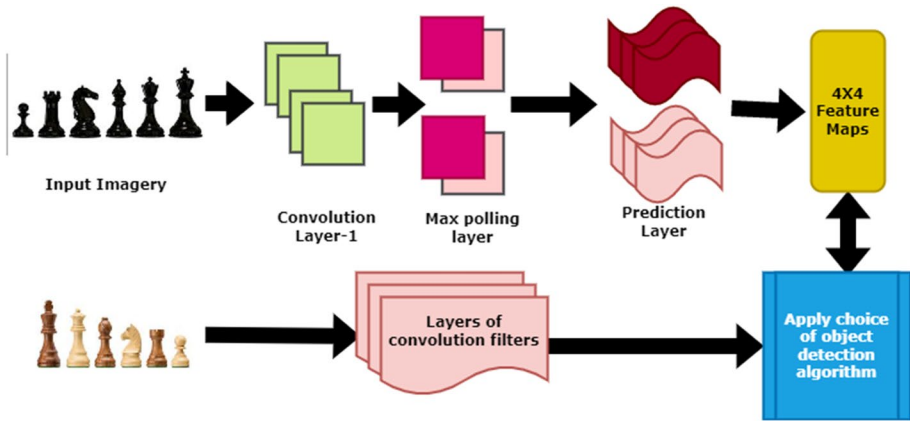 Input Imagery
Convolution
Layer-1
Max polling
layer
Prediction
Layer
4X4
Feature
Maps
Layers of
convolution filters
Apply choice
of object
detection
algorithm